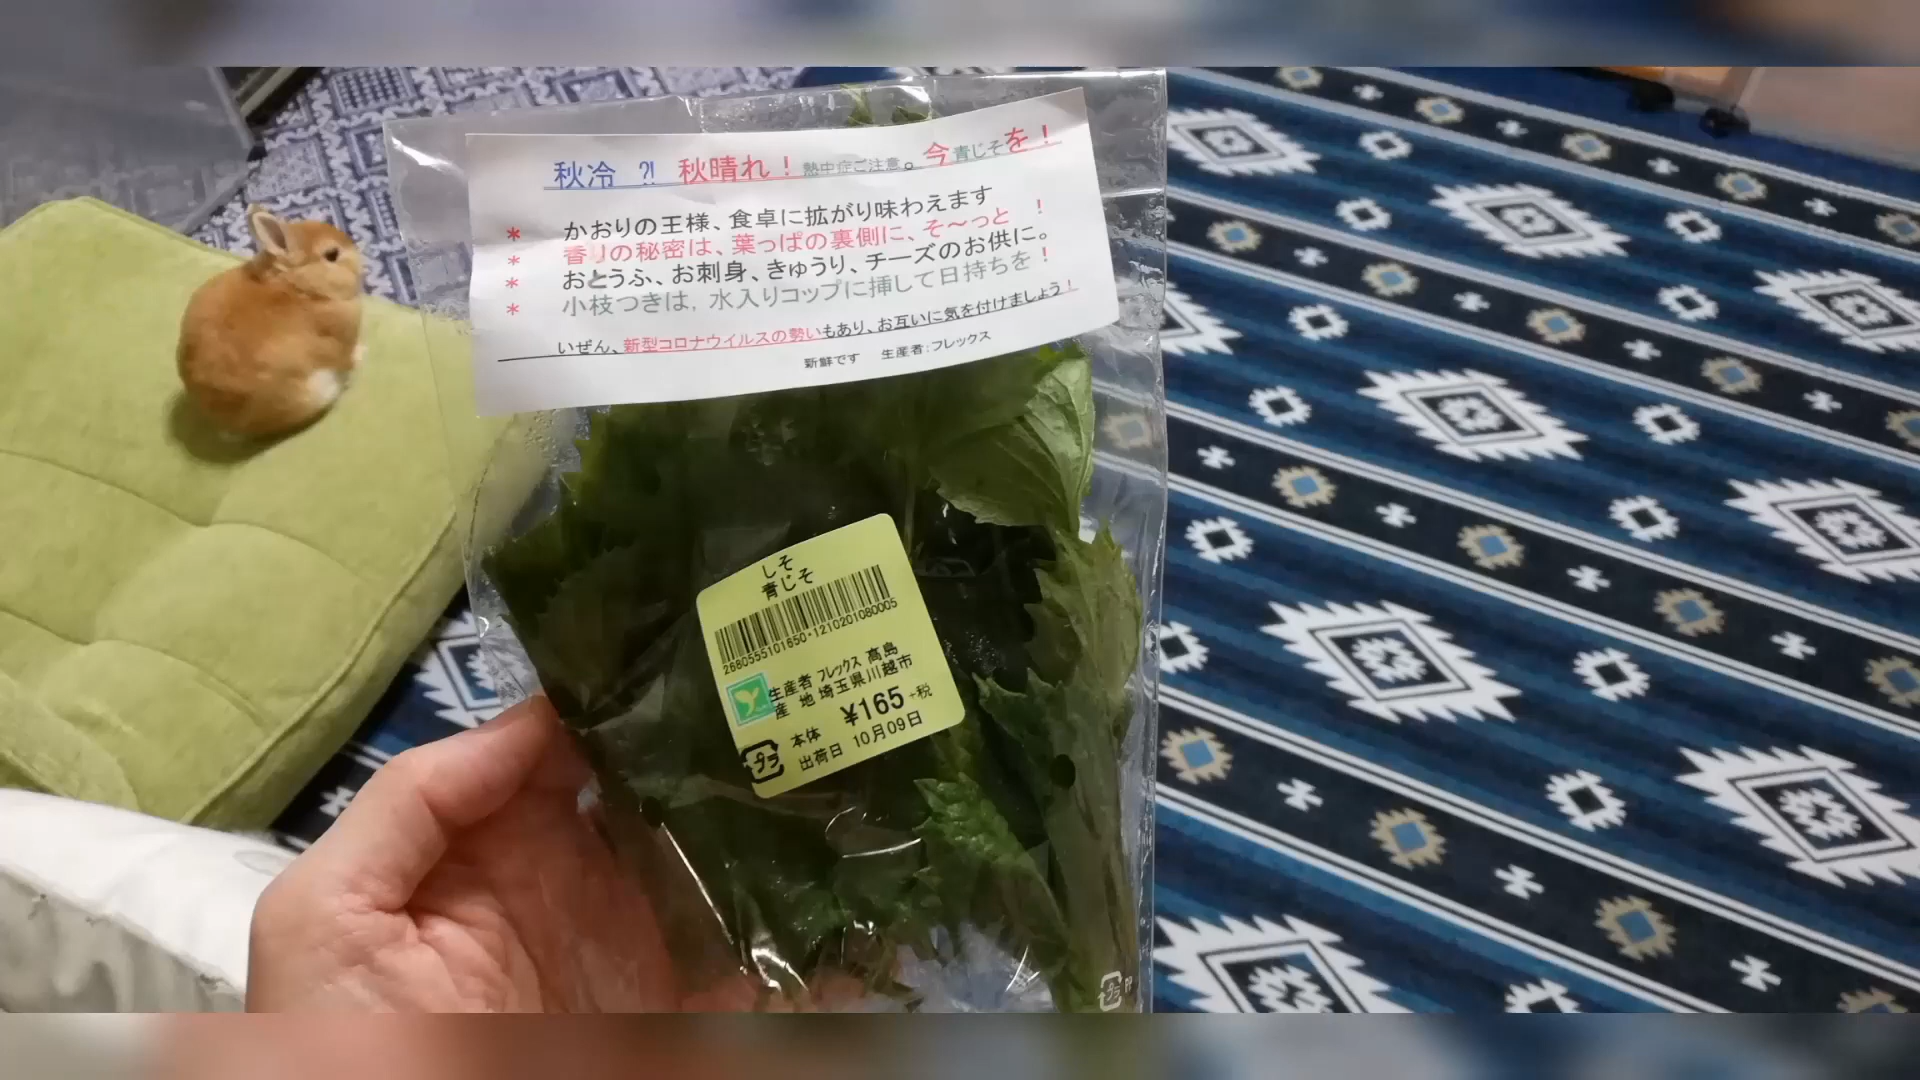 秋冷 ?! 秋晴れ！ 熱中症ご注意。今青じそを！
* かおりの王様、食卓に拡がり味わえます
* 香りの秘密は、葉っぱの裏側に、そ～っと ！
* おとうふ、お刺身、きゅうり、チーズのお供に。
* 小枝つきは, 水入りコップに挿して日持ちを！
いぜん、新型コロナウイルスの勢いもあり、お互いに気を付けましょう！
新鮮です 生産者：フレックス
しそ
青じそ
2680555101650・1210201080005
生産者 フレックス 高島
産 地 埼玉県川越市
本体 ¥165 +税
出荷日 10月09日
プラ
プラ PP